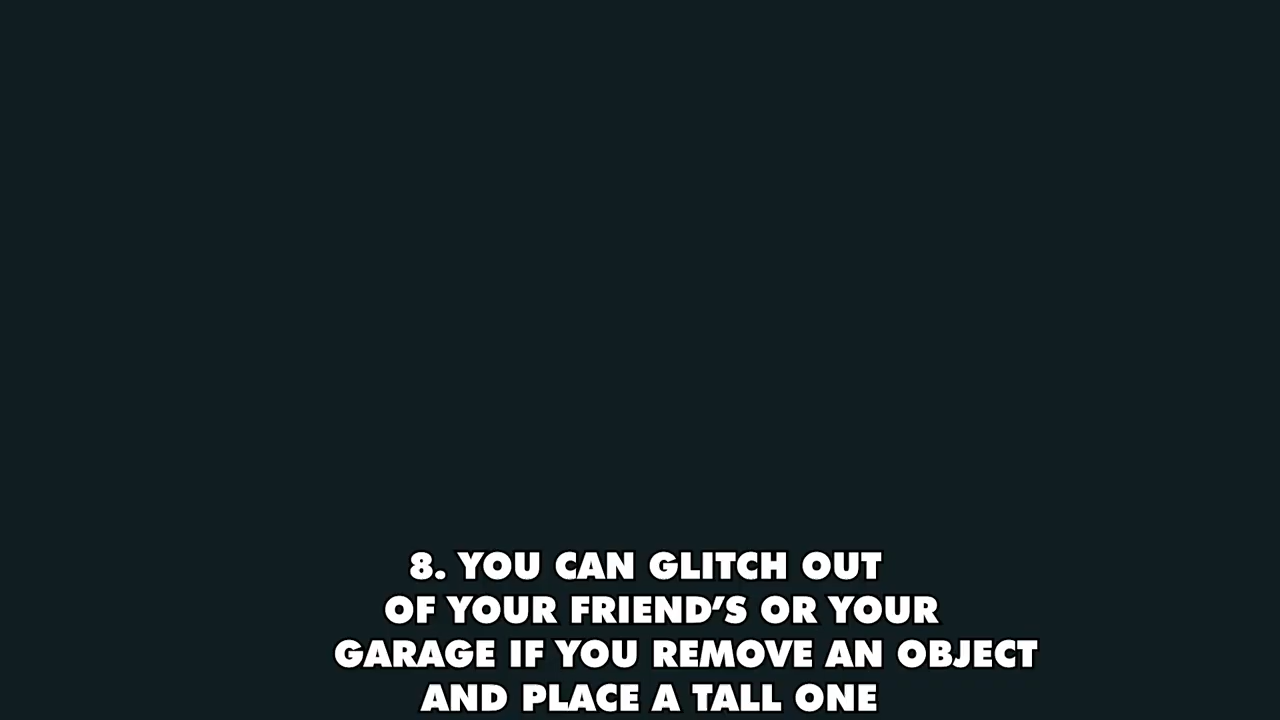 8. YOU CAN GLITCH OUT
OF YOUR FRIEND’S OR YOUR
GARAGE IF YOU REMOVE AN OBJECT
AND PLACE A TALL ONE